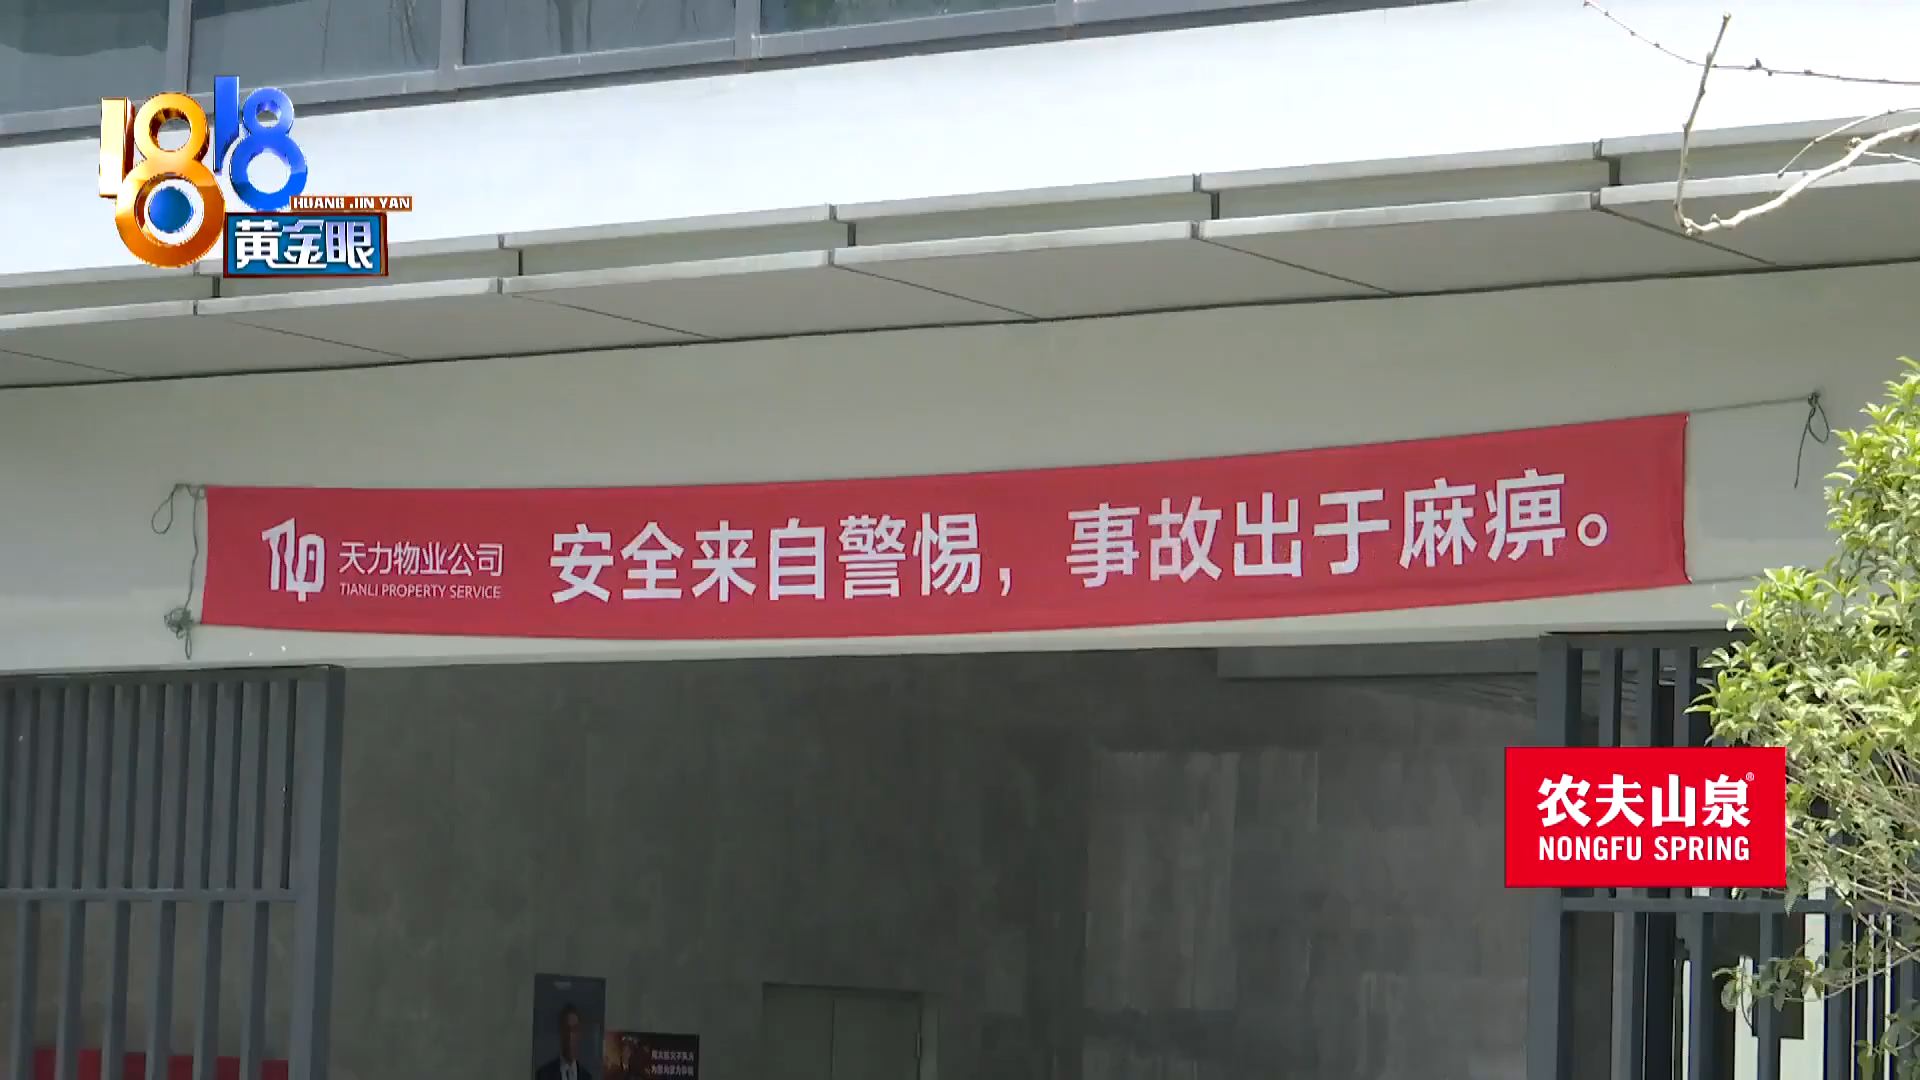 1818
HUANG JIN YAN
黄金眼
天力物业公司
TIANLI PROPERTY SERVICE
安全来自警惕，事故出于麻痹。
农夫山泉®
NONGFU SPRING